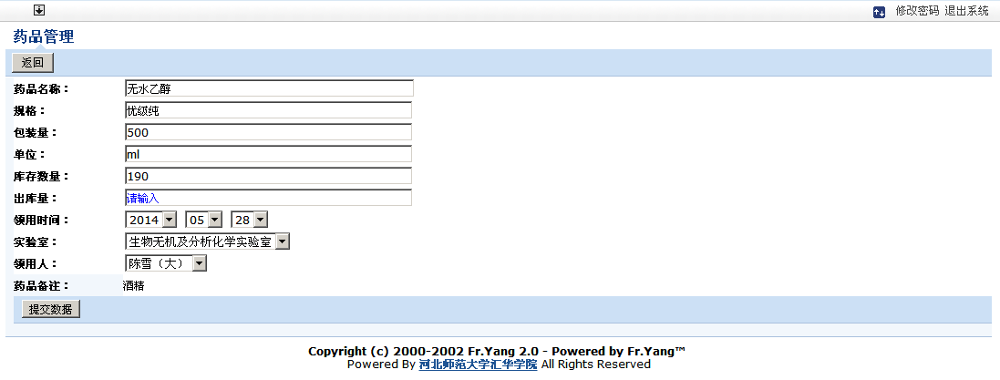 修改密码 退出系统
药品管理
返回
药品名称： 无水乙醇
规格： 优级纯
包装量： 500
单位： ml
库存数量： 190
出库量： 请输入
领用时间： 2014 05 28
实验室： 生物无机及分析化学实验室
领用人： 陈雪（大）
药品备注： 酒精
提交数据
Copyright (c) 2000-2002 Fr.Yang 2.0 - Powered by Fr.Yang™
Powered By 河北师范大学汇华学院 All Rights Reserved